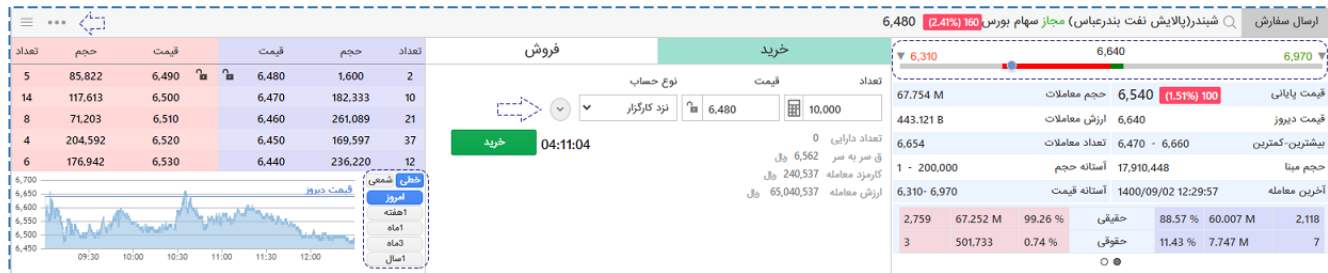 ارسال سفارش شبندر(پالایش نفت بندرعباس) مجاز سهام بورس 6,480 (2.41%) 160
6,310 6,640 6,970
قیمت پایانی 6,540 (1.51%) 100 حجم معاملات 67.754 M
قیمت دیروز 6,640 ارزش معاملات 443.121 B
بیشترین-کمترین 6,470 - 6,660 تعداد معاملات 6,654
حجم مبنا 17,910,448 آستانه حجم 1 - 200,000
آخرین معامله 1400/09/02 12:29:57 آستانه قیمت 6,310- 6,970
2,118 60.007 M 88.57 % حقیقی 99.26 % 67.252 M 2,759
7 7.747 M 11.43 % حقوقی 0.74 % 501,733 3
خرید فروش
تعداد قیمت نوع حساب
10,000 6,480 نزد کارگزار
تعداد دارایی 0
ق سر به سر 6,562 ریال
کارمزد معامله 240,537 ریال
ارزش معامله 65,040,537 ریال
04:11:04 خرید
تعداد حجم قیمت قیمت حجم تعداد
2 1,600 6,480 6,490 85,822 5
10 182,333 6,470 6,500 117,613 14
21 261,089 6,460 6,510 71,203 8
37 169,597 6,450 6,520 204,592 4
12 236,220 6,440 6,530 176,942 6
خطی شمعی
امروز
1هفته
1ماه
3ماه
1سال
قیمت دیروز
6,700
6,650
6,600
6,550
6,500
6,450
09:30 10:00 10:30 11:00 11:30 12:00